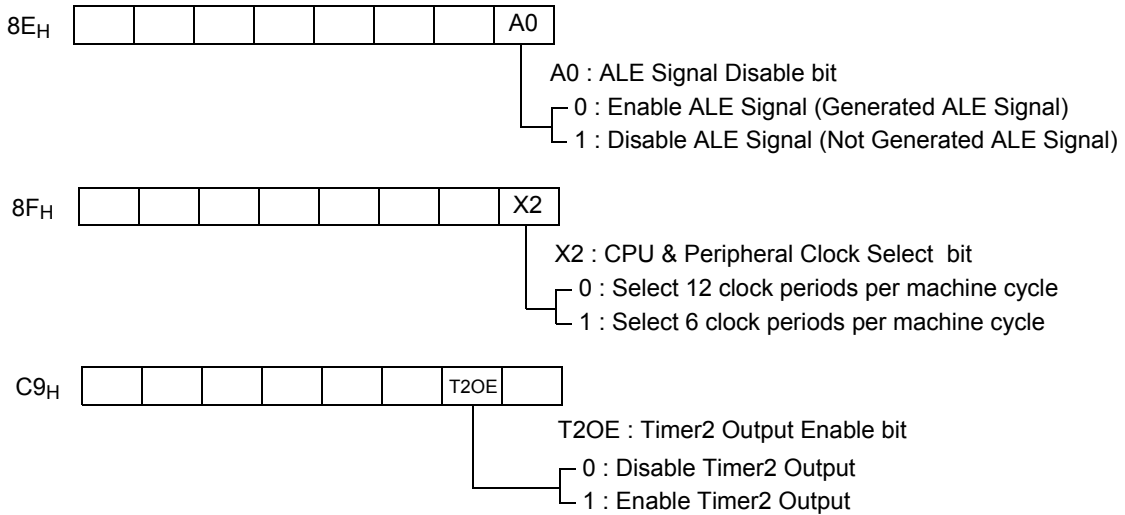 8EH A0
A0 : ALE Signal Disable bit
0 : Enable ALE Signal (Generated ALE Signal)
1 : Disable ALE Signal (Not Generated ALE Signal)
8FH X2
X2 : CPU & Peripheral Clock Select bit
0 : Select 12 clock periods per machine cycle
1 : Select 6 clock periods per machine cycle
C9H T2OE
T2OE : Timer2 Output Enable bit
0 : Disable Timer2 Output
1 : Enable Timer2 Output